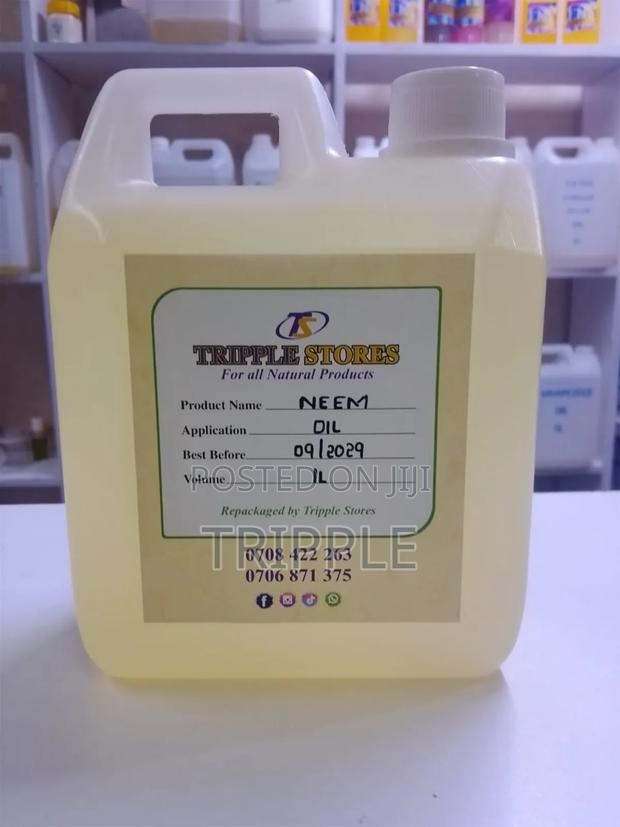 TS
TRIPPLE STORES
For all Natural Products
Product Name NEEM
Application OIL
Best Before 09/2029
POSTED ON JIJI
Volume 1L
Repackaged by Tripple Stores
TRIPPLE
0708 422 263
0706 871 375